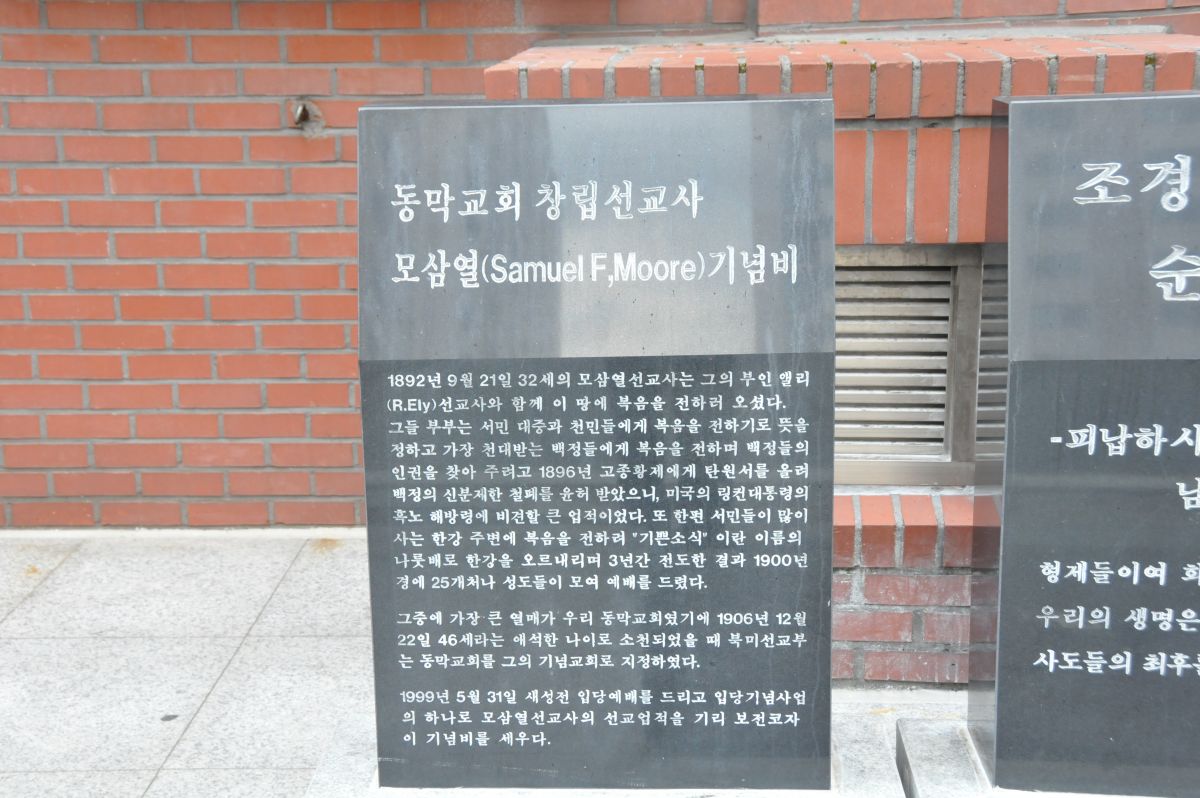 동막교회 창립선교사
모삼열(Samuel F,Moore)기념비
1892년 9월 21일 32세의 모삼열선교사는 그의 부인 앨리
(R.Ely)선교사와 함께 이 땅에 복음을 전하러 오셨다.
그들 부부는 서민 대중과 천민들에게 복음을 전하기로 뜻을
정하고 가장 천대받는 백정들에게 복음을 전하며 백정들의
인권을 찾아 주려고 1896년 고종황제에게 탄원서를 올려
백정의 신분제한 철폐를 윤허 받았으니, 미국의 링컨대통령의
흑노 해방령에 비견할 큰 업적이었다. 또 한편 서민들이 많이
사는 한강 주변에 복음을 전하려 "기쁜소식" 이란 이름의
나룻배로 한강을 오르내리며 3년간 전도한 결과 1900년
경에 25개처나 성도들이 모여 예배를 드렸다.
그중에 가장 큰 열매가 우리 동막교회였기에 1906년 12월
22일 46세라는 애석한 나이로 소천되었을 때 북미선교부
는 동막교회를 그의 기념교회로 지정하였다.
1999년 5월 31일 새성전 입당예배를 드리고 입당기념사업
의 하나로 모삼열선교사의 선교업적을 기리 보전코자
이 기념비를 세우다.
조경
순
-피납하시
남
형제들이여 회
우리의 생명은
사도들의 최후를